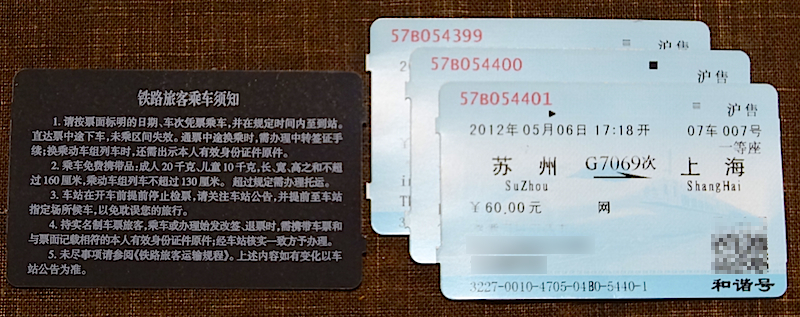 铁路旅客乘车须知
1. 请按票面标明的日期、车次凭票乘车，并在规定时间内至到站。
直达票中途下车，未乘区间失效。通票中途换乘时，需办理中转签证手
续；换乘动车组列车时，还需出示本人有效身份证件原件。
2. 乘车免费携带品：成人20千克、儿童10千克，长、宽、高之和不超
过160厘米，乘动车组列车不超过130厘米。超过规定需办理托运。
3. 车站在开车前提前停止检票，请关注车站公告，并提前至车站
指定场所候车，以免耽误您的旅行。
4. 持实名制车票旅客，乘车或办理始发改签、退票时，需携带车票和
与票面记载相符的本人有效身份证件原件；经车站核实一致方予办理。
5. 未尽事项请参阅《铁路旅客运输规程》。上述内容如有变化以车
站公告为准。
57B054399
沪售
57B054400
沪售
57B054401
沪售
2012年05月06日 17:18开 07车007号
一等座
苏州 G7069次 上海
SuZhou ShangHai
￥60.00元 网
3227-0010-4705-04B0-5440-1 和谐号